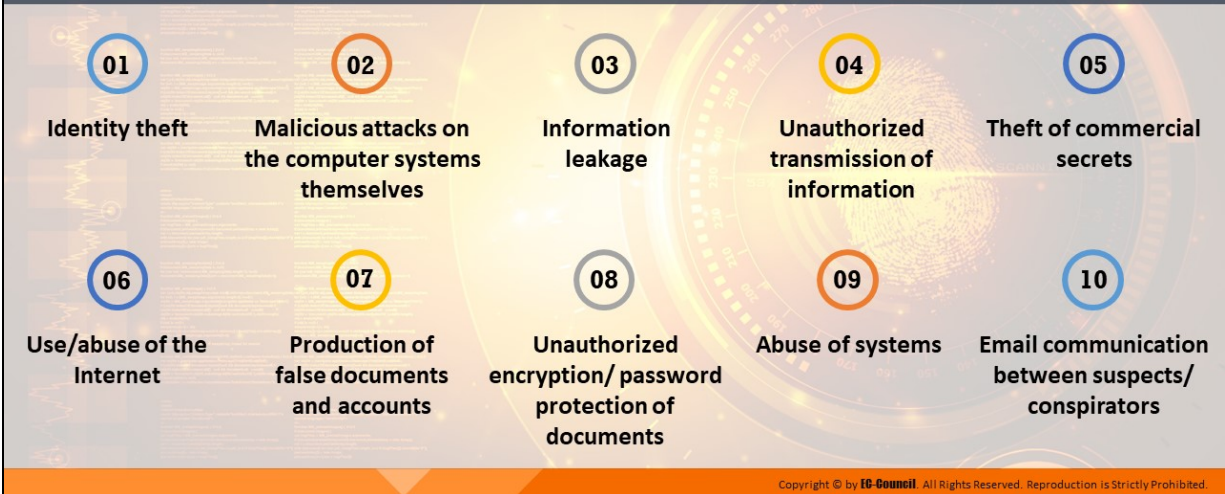 01
Identity theft
02
Malicious attacks on
the computer systems
themselves
03
Information
leakage
04
Unauthorized
transmission of
information
05
Theft of commercial
secrets
06
Use/abuse of the
Internet
07
Production of
false documents
and accounts
08
Unauthorized
encryption/ password
protection of
documents
09
Abuse of systems
10
Email communication
between suspects/
conspirators
Copyright © by EC-Council. All Rights Reserved. Reproduction is Strictly Prohibited.